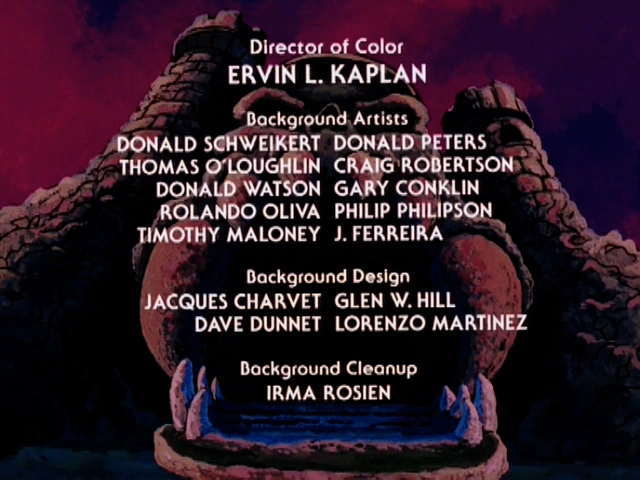 Director of Color
ERVIN L. KAPLAN
Background Artists
DONALD SCHWEIKERT DONALD PETERS
THOMAS O'LOUGHLIN CRAIG ROBERTSON
DONALD WATSON GARY CONKLIN
ROLANDO OLIVA PHILIP PHILIPSON
TIMOTHY MALONEY J. FERREIRA
Background Design
JACQUES CHARVET GLEN W. HILL
DAVE DUNNET LORENZO MARTINEZ
Background Cleanup
IRMA ROSIEN